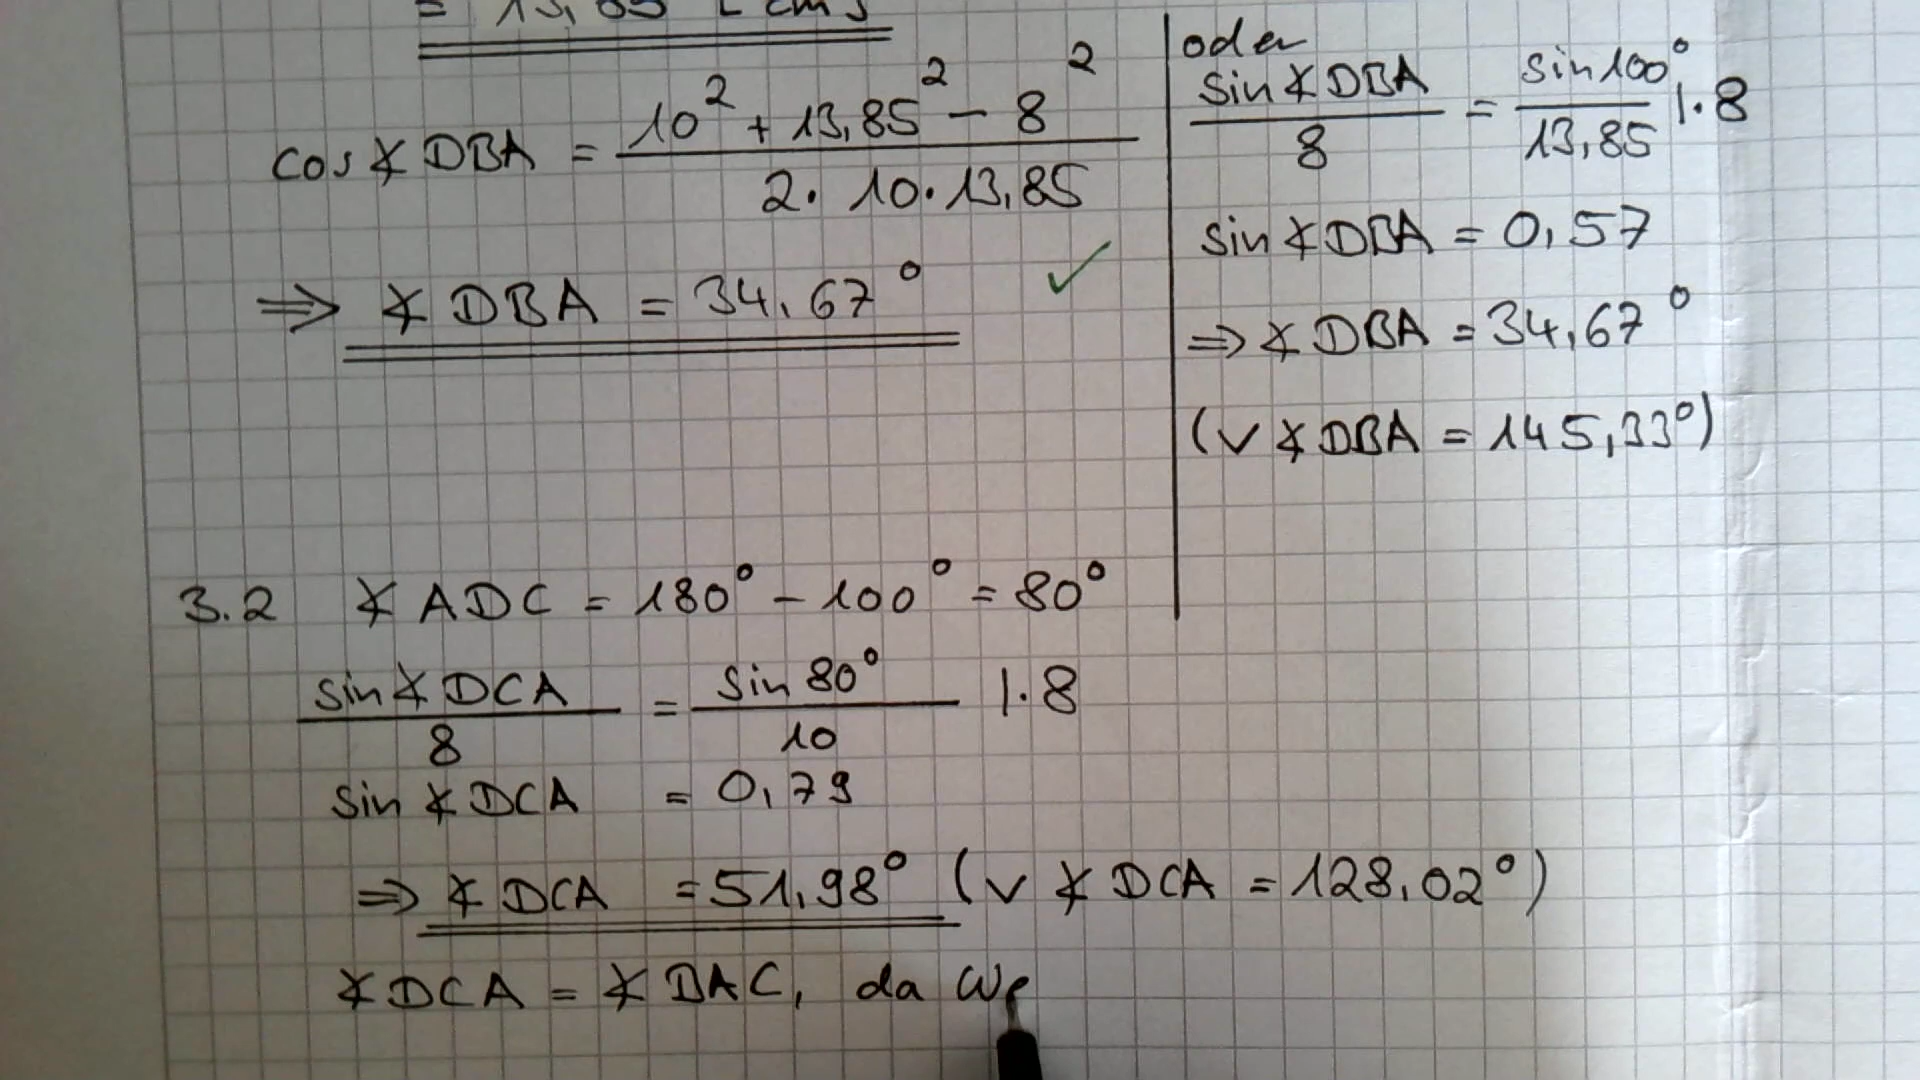 = 13,85 [cm]
cos ∡ DBA = (10² + 13,85² − 8²) / (2 · 10 · 13,85)
⇒ ∡ DBA = 34,67° ✓
oder
sin ∡ DBA / 8 = sin 100° / 13,85 | · 8
sin ∡ DBA = 0,57
⇒ ∡ DBA = 34,67°
(∨ ∡ DBA = 145,33°)
3.2 ∡ ADC = 180° − 100° = 80°
sin ∡ DCA / 8 = sin 80° / 10 | · 8
sin ∡ DCA = 0,79
⇒ ∡ DCA = 51,98° (∨ ∡ DCA = 128,02°)
∡ DCA = ∡ BAC, da We